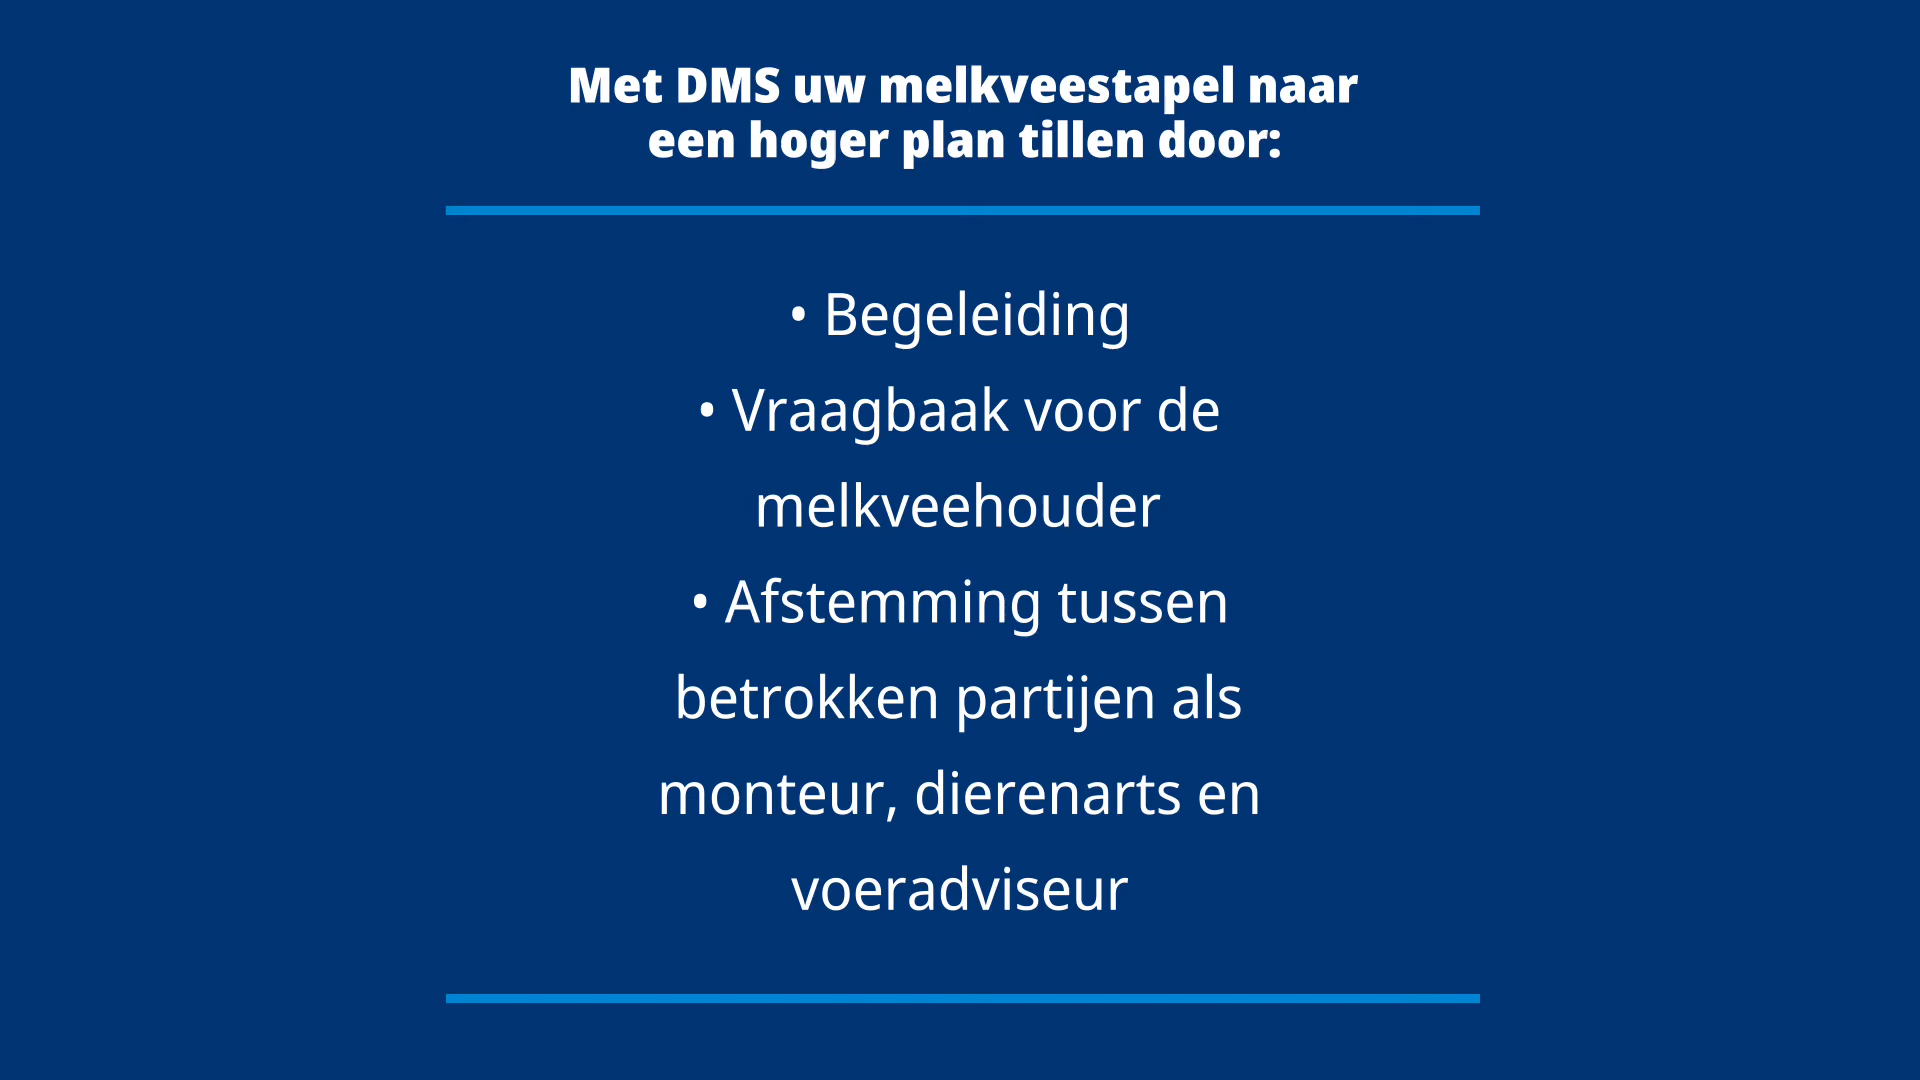 Met DMS uw melkveestapel naar
een hoger plan tillen door:
• Begeleiding
• Vraagbaak voor de
melkveehouder
• Afstemming tussen
betrokken partijen als
monteur, dierenarts en
voeradviseur